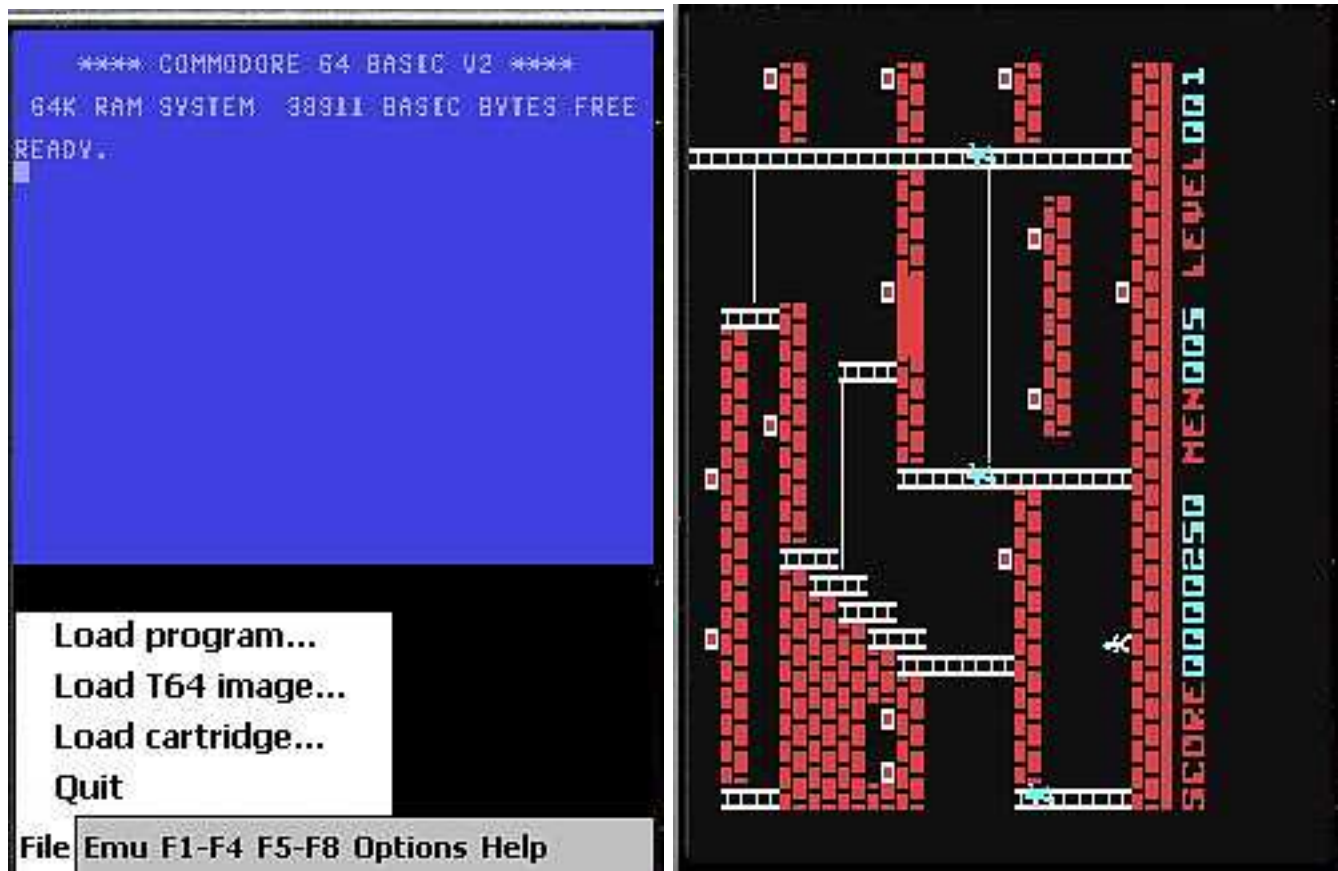 **** COMMODORE 64 BASIC V2 ****
64K RAM SYSTEM 38911 BASIC BYTES FREE
READY.
Load program...
Load T64 image...
Load cartridge...
Quit
File Emu F1-F4 F5-F8 Options Help
SCORE0000250 MEN005 LEVEL001